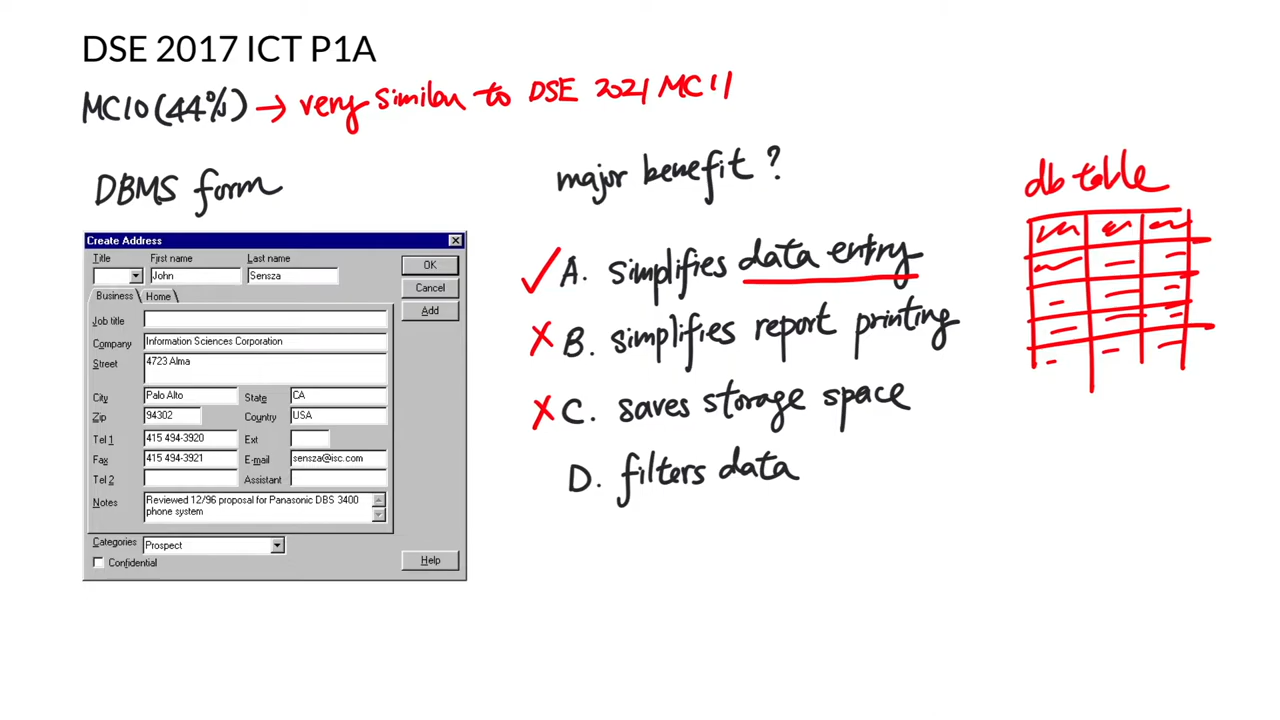 DSE 2017 ICT P1A
MC10 (44%) → very similar to DSE 2021 MC11
DBMS form
major benefit?
db table
Create Address
Title First name Last name
John Sensza
OK
Cancel
Add
Business Home
Job title
Company Information Sciences Corporation
Street 4723 Alma
City Palo Alto State CA
Zip 94302 Country USA
Tel 1 415 494-3920 Ext
Fax 415 494-3921 E-mail sensza@isc.com
Tel 2 Assistant
Notes Reviewed 12/96 proposal for Panasonic DBS 3400
phone system
Categories Prospect
Confidential
Help
✓ A. simplifies data entry
✗ B. simplifies report printing
✗ C. saves storage space
D. filters data